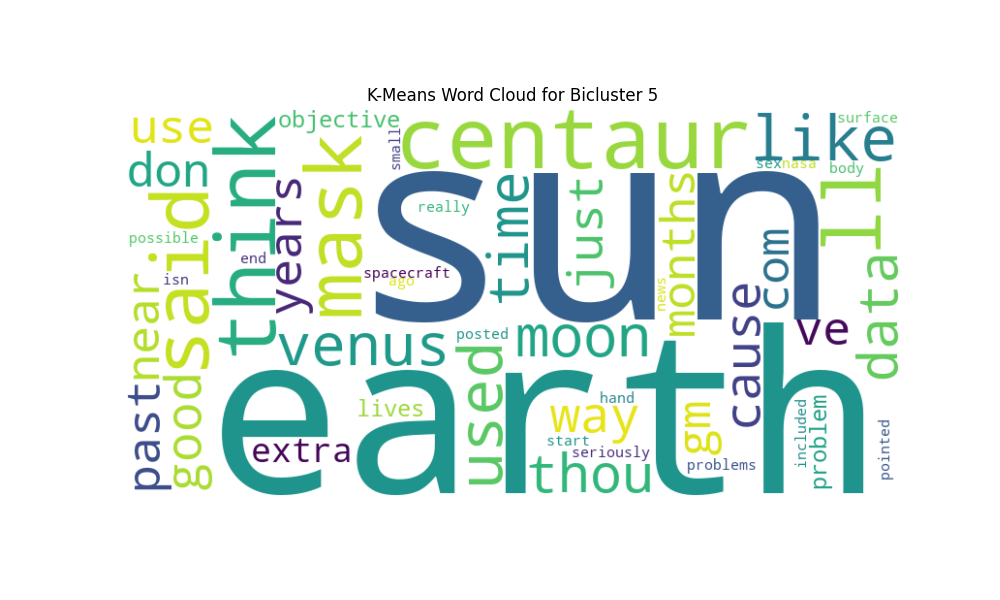 K-Means Word Cloud for Bicluster 5
use
objective
small
centaur
like
surface
don
think
mask
sun
sex
nasa
body
said
years
really
time
just
months
ll
possible
end
spacecraft
ago
news
com
data
isn
near
venus
posted
moon
cause
ve
past
good
earth
used
lives
extra
hand
way
start
seriously
thou
gm
problems
included
problem
pointed